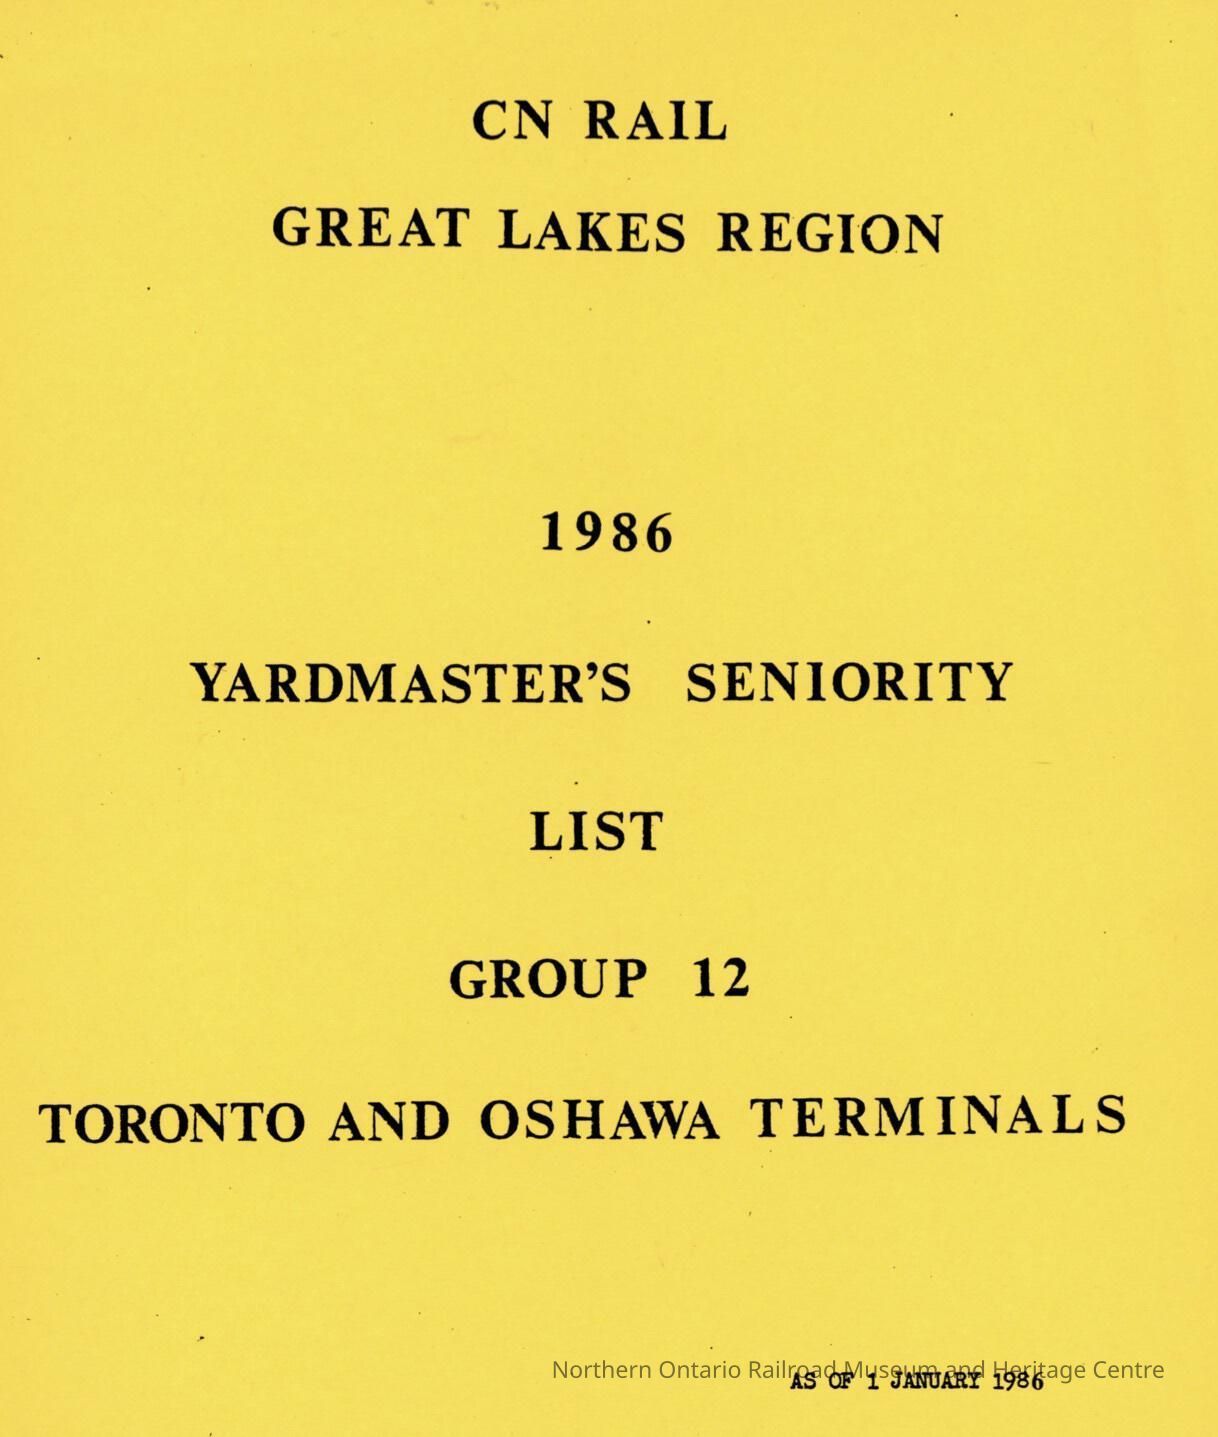 CN RAIL
GREAT LAKES REGION
1986
YARDMASTER'S SENIORITY
LIST
GROUP 12
TORONTO AND OSHAWA TERMINALS
Northern Ontario Railroad Museum and Heritage Centre
AS OF 1 JANUARY 1986